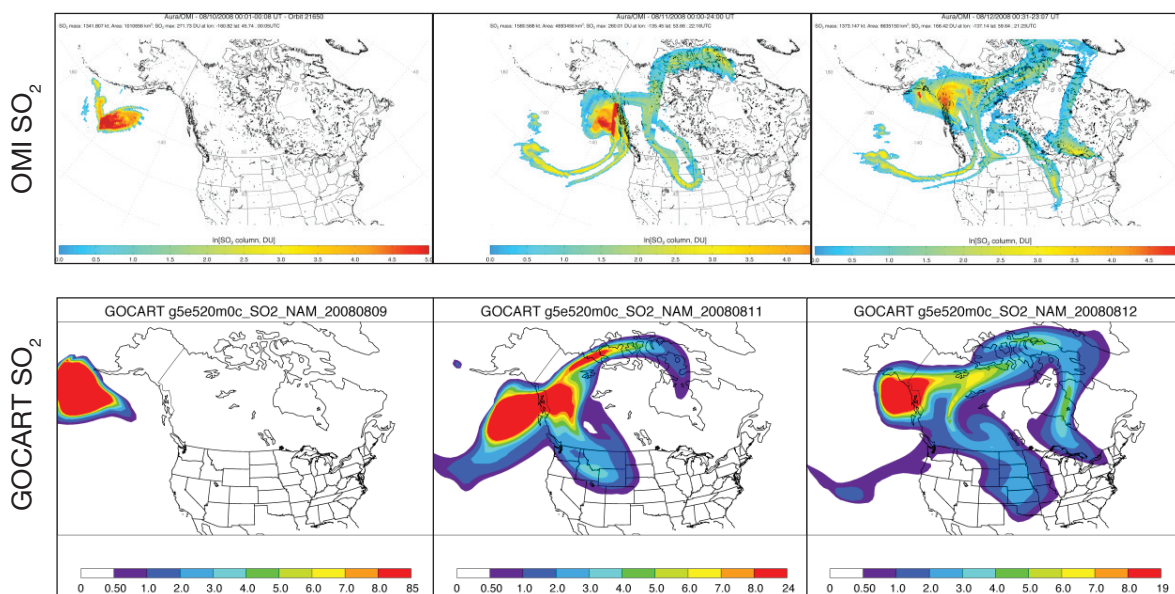 Aura/OMI - 08/10/2008 00:01-00:06 UT - Orbit 21650
Aura/OMI - 08/11/2008 00:00-24:00 UT
Aura/OMI - 08/12/2008 00:31-23:07 UT
OMI SO2
ln[SO2 column, DU]
0.0 0.5 1.0 1.5 2.0 2.5 3.0 3.5 4.0 4.5 5.0
ln[SO2 column, DU]
0.0 0.5 1.0 1.5 2.0 2.5 3.0 3.5 4.0
ln[SO2 column, DU]
0.0 0.5 1.0 1.5 2.0 2.5 3.0 3.5 4.0 4.5
GOCART SO2
GOCART g5e520m0c_SO2_NAM_20080809
GOCART g5e520m0c_SO2_NAM_20080811
GOCART g5e520m0c_SO2_NAM_20080812
0 0.50 1.0 2.0 3.0 4.0 5.0 6.0 7.0 8.0 85
0 0.50 1.0 2.0 3.0 4.0 5.0 6.0 7.0 8.0 24
0 0.50 1.0 2.0 3.0 4.0 5.0 6.0 7.0 8.0 19